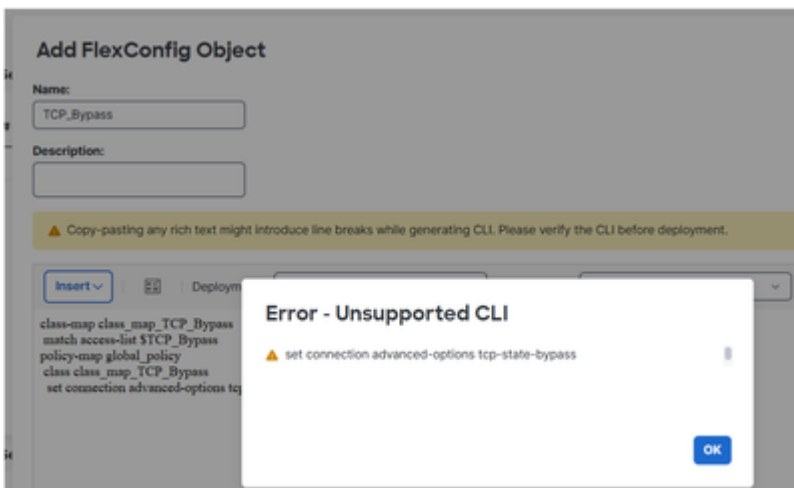 Add FlexConfig Object
Name:
TCP_Bypass
Description:
Copy-pasting any rich text might introduce line breaks while generating CLI. Please verify the CLI before deployment.
Insert
Deploym
class-map class_map_TCP_Bypass
match access-list $TCP_Bypass
policy-map global_policy
class class_map_TCP_Bypass
set connection advanced-options tcp
Error - Unsupported CLI
set connection advanced-options tcp-state-bypass
OK